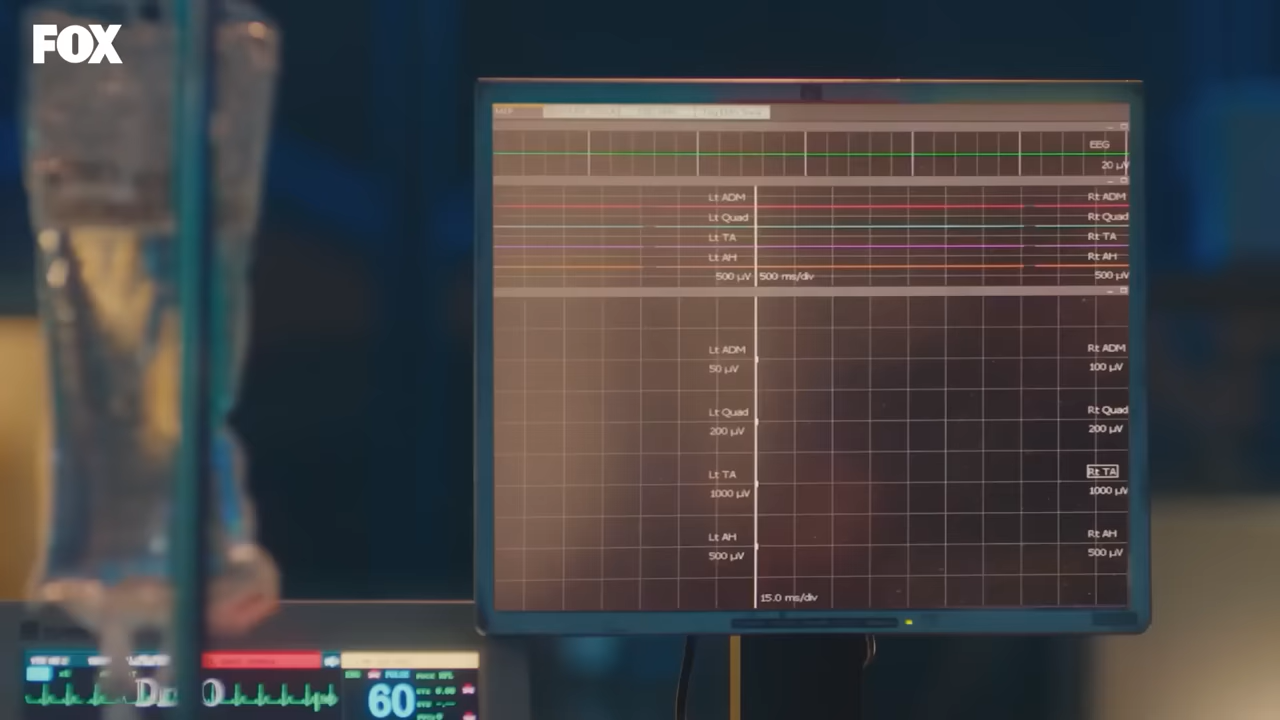 FOX
EEG
20 µV
Lt ADM
Rt ADM
Lt Quad
Rt Quad
Lt TA
Rt TA
Lt AH
Rt AH
500 µV 500 ms/div
500 µV
Lt ADM
Rt ADM
50 µV
100 µV
Lt Quad
Rt Quad
200 µV
200 µV
Lt TA
Rt TA
1000 µV
1000 µV
Lt AH
Rt AH
500 µV
500 µV
15.0 ms/div
PULSE
60